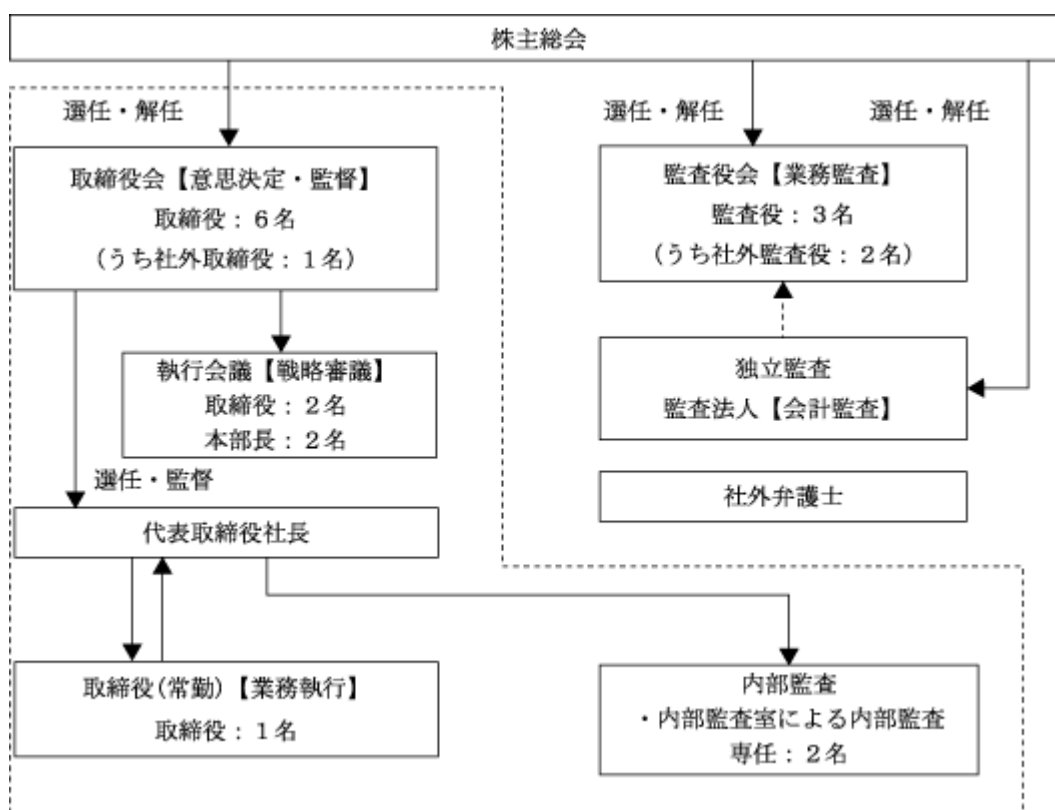 株主総会
選任・解任
選任・解任
選任・解任
取締役会【意思決定・監督】
取締役：６名
(うち社外取締役：１名)
監査役会【業務監査】
監査役：３名
(うち社外監査役：２名)
執行会議【戦略審議】
取締役：２名
本部長：２名
独立監査
監査法人【会計監査】
選任・監督
代表取締役社長
社外弁護士
取締役(常勤)【業務執行】
取締役：１名
内部監査
・内部監査室による内部監査
専任：２名